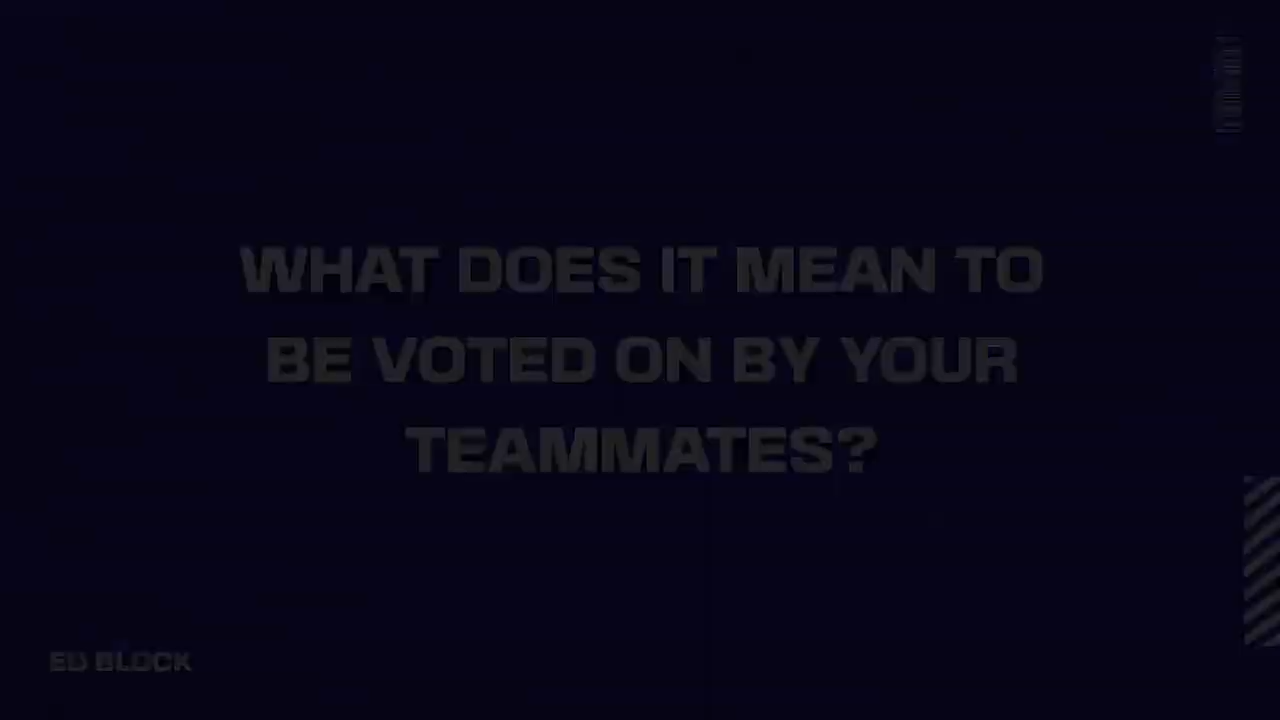 WHAT DOES IT MEAN TO
BE VOTED ON BY YOUR
TEAMMATES?
ED BLOCK